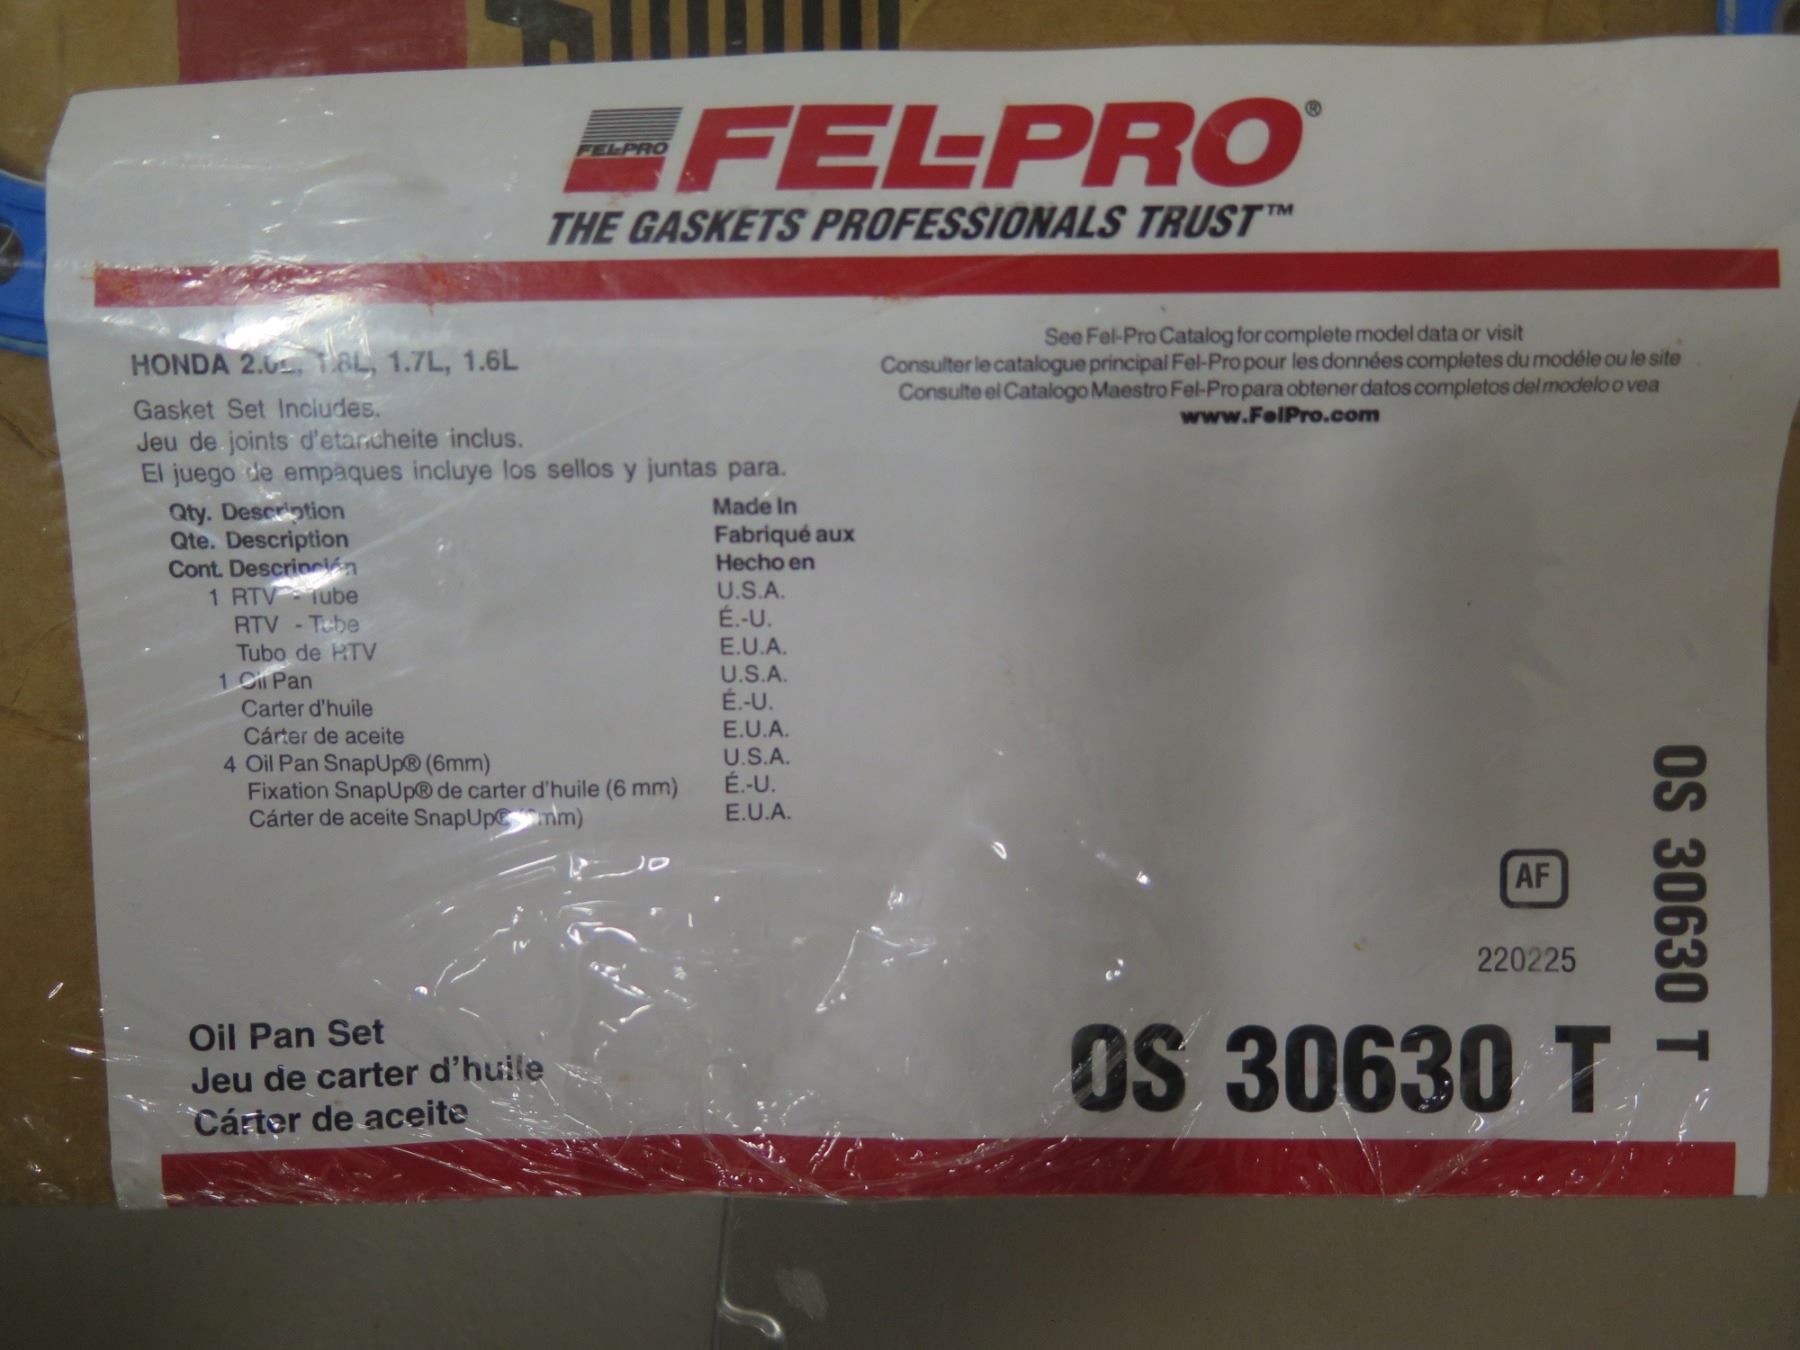 FEL-PRO
FEL-PRO®
THE GASKETS PROFESSIONALS TRUST™
HONDA 2.0L, 1.8L, 1.7L, 1.6L
See Fel-Pro Catalog for complete model data or visit
Consulter le catalogue principal Fel-Pro pour les données completes du modéle ou le site
Consulte el Catalogo Maestro Fel-Pro para obtener datos completos del modelo o vea
www.FelPro.com
Gasket Set Includes.
Jeu de joints d'etancheite inclus.
El juego de empaques incluye los sellos y juntas para.
Qty. Description Made In
Qte. Description Fabriqué aux
Cont. Descripción Hecho en
1 RTV - Tube U.S.A.
RTV - Tube É.-U.
Tubo de RTV E.U.A.
1 Oil Pan U.S.A.
Carter d'huile É.-U.
Cárter de aceite E.U.A.
4 Oil Pan SnapUp® (6mm) U.S.A.
Fixation SnapUp® de carter d'huile (6 mm) É.-U.
Cárter de aceite SnapUp® (6mm) E.U.A.
AF
220225
OS 30630 T
Oil Pan Set
Jeu de carter d'huile
Cárter de aceite
OS 30630 T